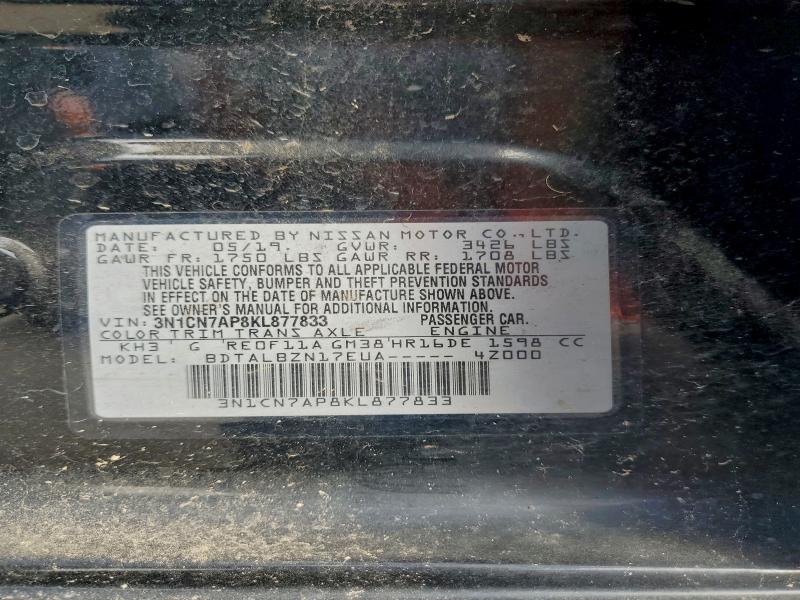 MANUFACTURED BY NISSAN MOTOR CO., LTD.
DATE: 05/19. GVWR: 3426 LBS
GAWR FR: 1750 LBS GAWR RR: 1708 LBS
THIS VEHICLE CONFORMS TO ALL APPLICABLE FEDERAL MOTOR
VEHICLE SAFETY, BUMPER AND THEFT PREVENTION STANDARDS
IN EFFECT ON THE DATE OF MANUFACTURE SHOWN ABOVE.
SEE OWNER'S MANUAL FOR ADDITIONAL INFORMATION.
VIN: 3N1CN7AP8KL877833 PASSENGER CAR
COLOR TRIM TRANS AXLE ENGINE
KH3 G RE0F11A GM38 HR16DE 1598 CC
MODEL: BDTALBZN17EUA----- 4Z000
3N1CN7AP8KL877833